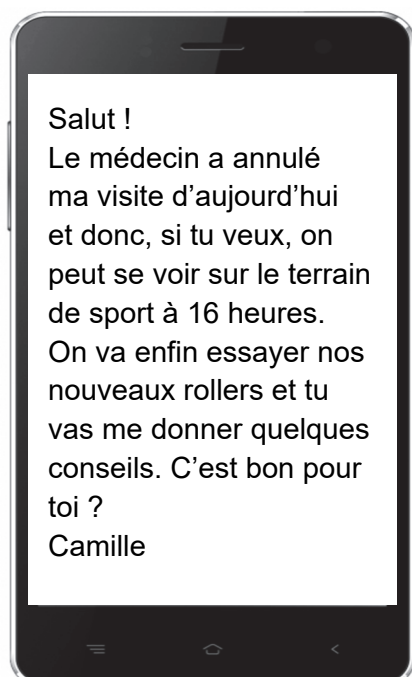 Salut !
Le médecin a annulé
ma visite d’aujourd’hui
et donc, si tu veux, on
peut se voir sur le terrain
de sport à 16 heures.
On va enfin essayer nos
nouveaux rollers et tu
vas me donner quelques
conseils. C’est bon pour
toi ?
Camille